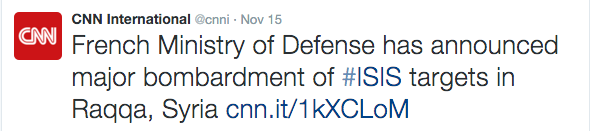 CNN International @cnni · Nov 15
CNN
French Ministry of Defense has announced
major bombardment of #ISIS targets in
Raqqa, Syria cnn.it/1kXCLoM